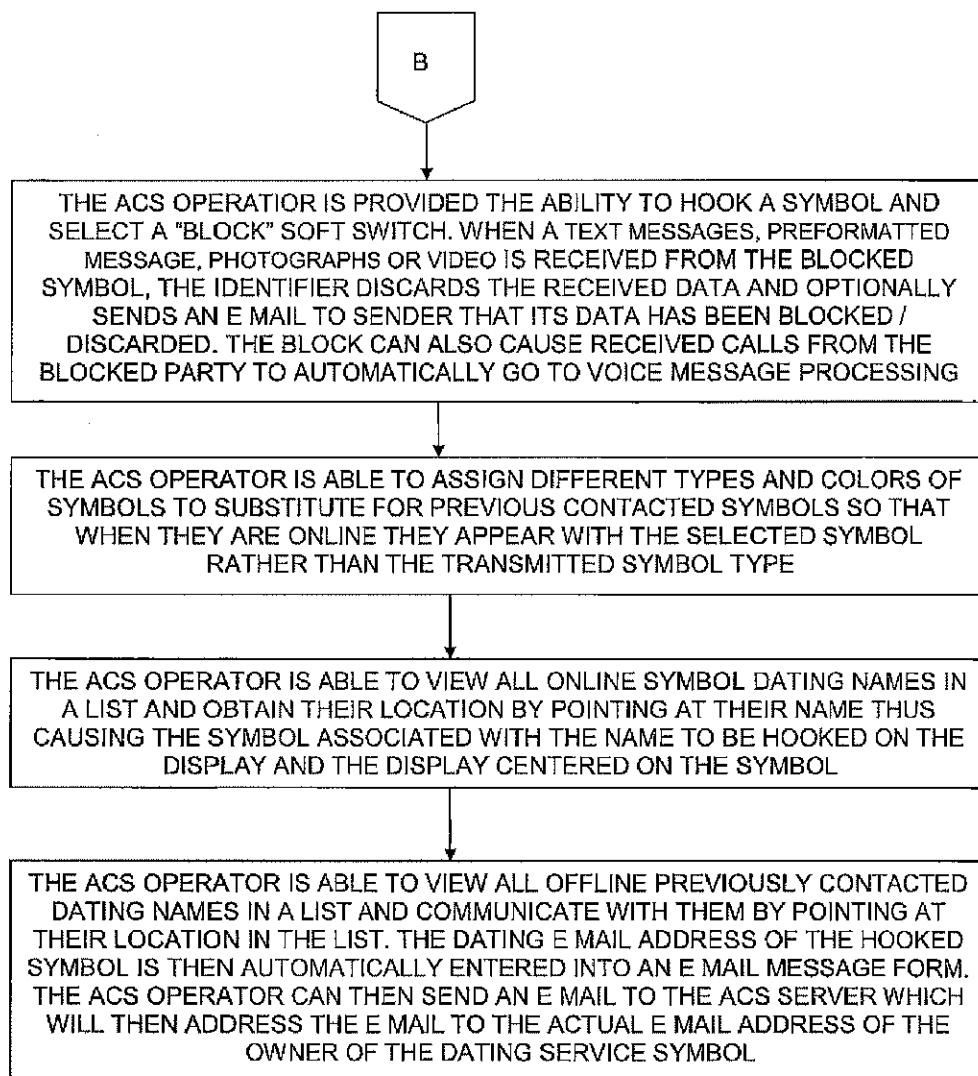 B
THE ACS OPERATIOR IS PROVIDED THE ABILITY TO HOOK A SYMBOL AND
SELECT A "BLOCK" SOFT SWITCH. WHEN A TEXT MESSAGES, PREFORMATTED
MESSAGE, PHOTOGRAPHS OR VIDEO IS RECEIVED FROM THE BLOCKED
SYMBOL, THE IDENTIFIER DISCARDS THE RECEIVED DATA AND OPTIONALLY
SENDS AN E MAIL TO SENDER THAT ITS DATA HAS BEEN BLOCKED /
DISCARDED. THE BLOCK CAN ALSO CAUSE RECEIVED CALLS FROM THE
BLOCKED PARTY TO AUTOMATICALLY GO TO VOICE MESSAGE PROCESSING
THE ACS OPERATOR IS ABLE TO ASSIGN DIFFERENT TYPES AND COLORS OF
SYMBOLS TO SUBSTITUTE FOR PREVIOUS CONTACTED SYMBOLS SO THAT
WHEN THEY ARE ONLINE THEY APPEAR WITH THE SELECTED SYMBOL
RATHER THAN THE TRANSMITTED SYMBOL TYPE
THE ACS OPERATOR IS ABLE TO VIEW ALL ONLINE SYMBOL DATING NAMES IN
A LIST AND OBTAIN THEIR LOCATION BY POINTING AT THEIR NAME THUS
CAUSING THE SYMBOL ASSOCIATED WITH THE NAME TO BE HOOKED ON THE
DISPLAY AND THE DISPLAY CENTERED ON THE SYMBOL
THE ACS OPERATOR IS ABLE TO VIEW ALL OFFLINE PREVIOUSLY CONTACTED
DATING NAMES IN A LIST AND COMMUNICATE WITH THEM BY POINTING AT
THEIR LOCATION IN THE LIST. THE DATING E MAIL ADDRESS OF THE HOOKED
SYMBOL IS THEN AUTOMATICALLY ENTERED INTO AN E MAIL MESSAGE FORM.
THE ACS OPERATOR CAN THEN SEND AN E MAIL TO THE ACS SERVER WHICH
WILL THEN ADDRESS THE E MAIL TO THE ACTUAL E MAIL ADDRESS OF THE
OWNER OF THE DATING SERVICE SYMBOL